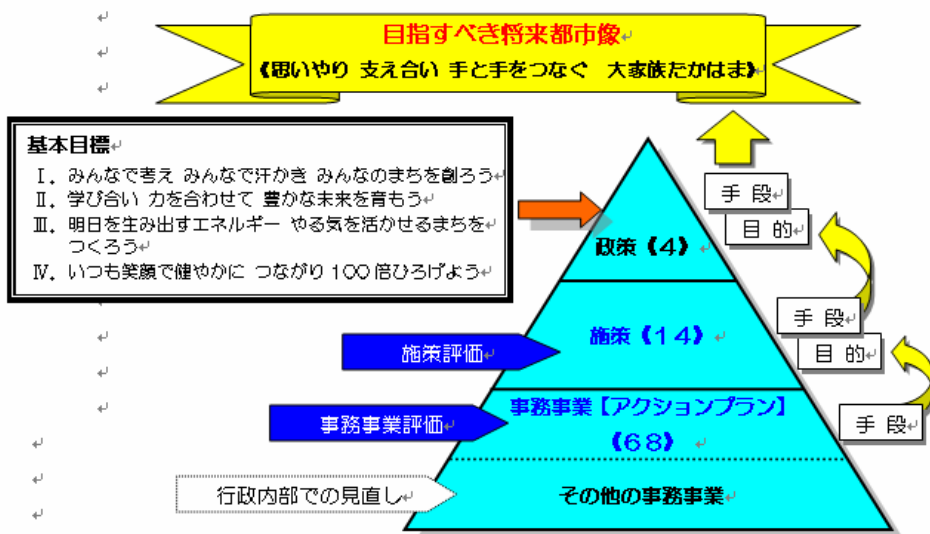 目指すべき将来都市像
《思いやり 支え合い 手と手をつなぐ 大家族たかはま》
基本目標
Ⅰ．みんなで考え みんなで汗かき みんなのまちを創ろう
Ⅱ．学び合い 力を合わせて 豊かな未来を育もう
Ⅲ．明日を生み出すエネルギー やる気を活かせるまちを
つくろう
Ⅳ．いつも笑顔で健やかに つながり100倍ひろげよう
手 段
目 的
政策《4》
手 段
目 的
施策《14》
施策評価
手 段
事務事業【アクションプラン】
《68》
事務事業評価
行政内部での見直し
その他の事務事業